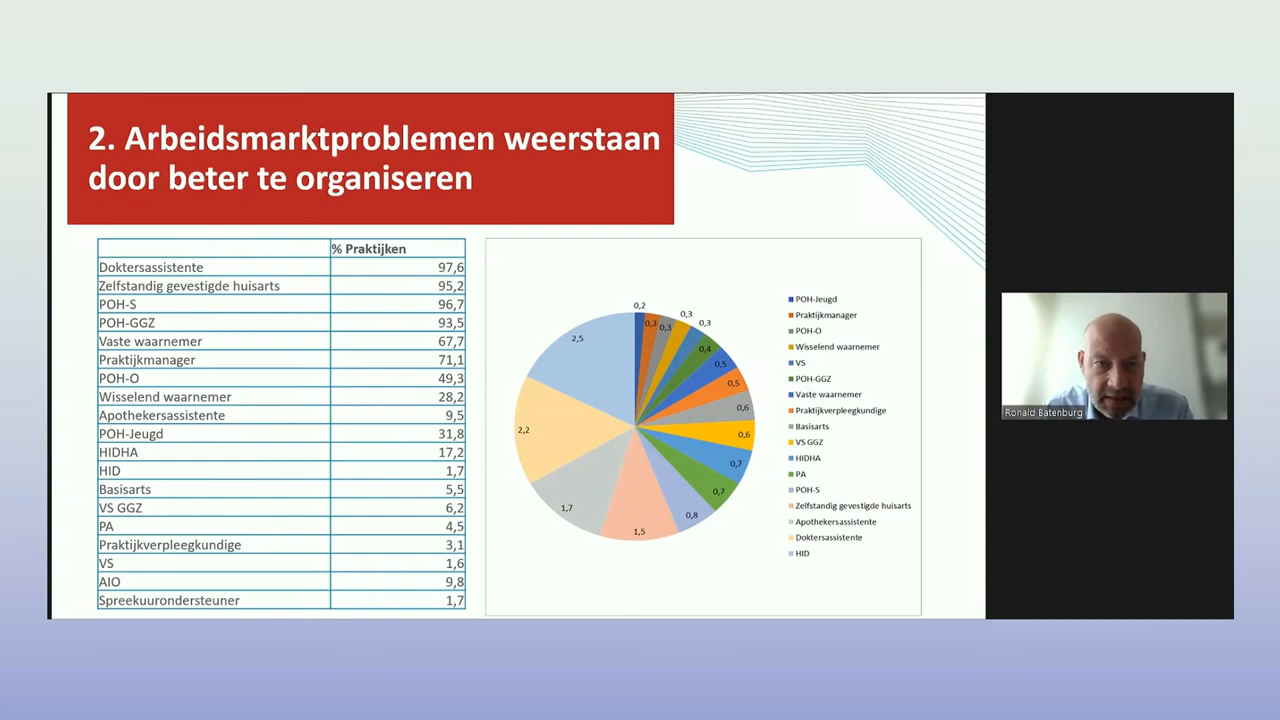 2. Arbeidsmarktproblemen weerstaan
door beter te organiseren
% Praktijken
Doktersassistente 97,6
Zelfstandig gevestigde huisarts 95,2
POH-S 96,7
POH-GGZ 93,5
Vaste waarnemer 67,7
Praktijkmanager 71,1
POH-O 49,3
Wisselend waarnemer 28,2
Apothekersassistente 9,5
POH-Jeugd 31,8
HIDHA 17,2
HID 1,7
Basisarts 5,5
VS GGZ 6,2
PA 4,5
Praktijkverpleegkundige 3,1
VS 1,6
AIO 9,8
Spreekuurondersteuner 1,7
0,2
0,3
0,3
0,3
0,3
0,4
0,5
0,5
0,6
0,6
0,7
0,7
0,8
1,5
1,7
2,2
2,5
POH-Jeugd
Praktijkmanager
POH-O
Wisselend waarnemer
VS
POH-GGZ
Vaste waarnemer
Praktijkverpleegkundige
Basisarts
VS GGZ
HIDHA
PA
POH-S
Zelfstandig gevestigde huisarts
Apothekersassistente
Doktersassistente
HID
Ronald Batenburg